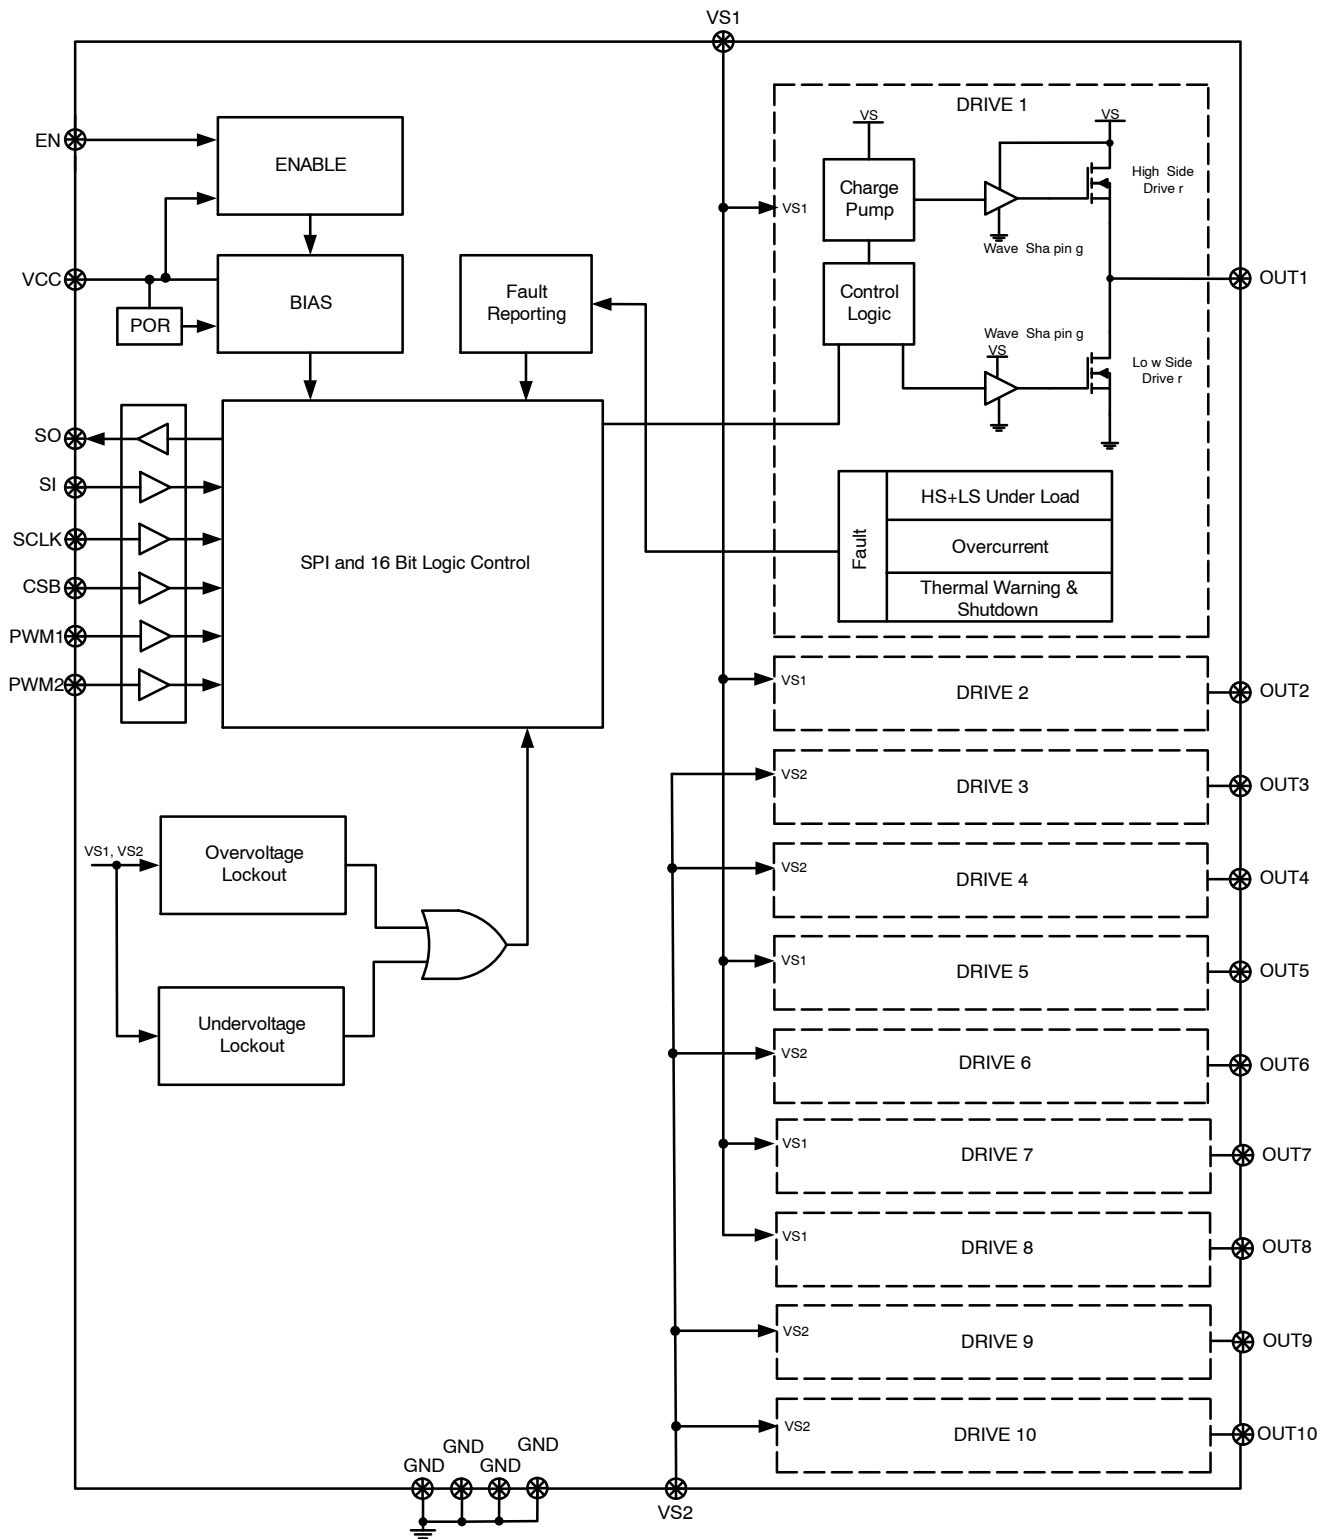 VS1
DRIVE 1
VS
VS
EN
ENABLE
Charge
Pump
High Side
Drive r
VS1
Wave Sha pin g
VCC
BIAS
Fault
Reporting
Control
Logic
OUT1
POR
Wave Sha pin g
VS
Lo w Side
Drive r
SO
SI
SCLK
CSB
PWM1
PWM2
SPI and 16 Bit Logic Control
Fault
HS+LS Under Load
Overcurrent
Thermal Warning &
Shutdown
VS1
DRIVE 2
OUT2
VS2
DRIVE 3
OUT3
VS1, VS2
Overvoltage
Lockout
VS2
DRIVE 4
OUT4
VS1
DRIVE 5
OUT5
Undervoltage
Lockout
VS2
DRIVE 6
OUT6
VS1
DRIVE 7
OUT7
VS1
DRIVE 8
OUT8
VS2
DRIVE 9
OUT9
VS2
DRIVE 10
OUT10
GND
GND
GND
GND
VS2